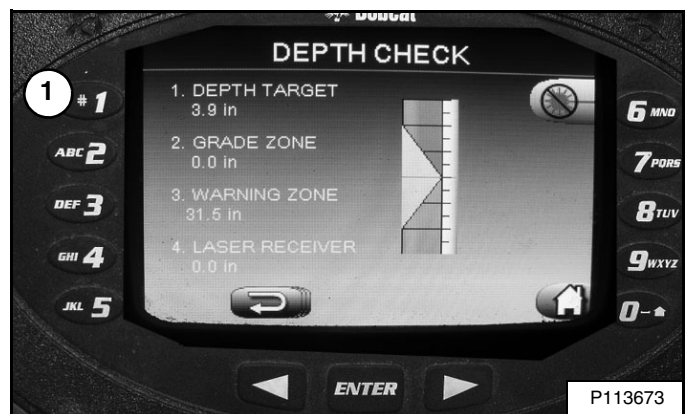 Bobcat
DEPTH CHECK
1
# 1
ABC 2
DEF 3
GHI 4
JKL 5
1. DEPTH TARGET
3.9 in
2. GRADE ZONE
0.0 in
3. WARNING ZONE
31.5 in
4. LASER RECEIVER
0.0 in
6 MNO
7 PQRS
8 TUV
9 WXYZ
0-
ENTER
P113673